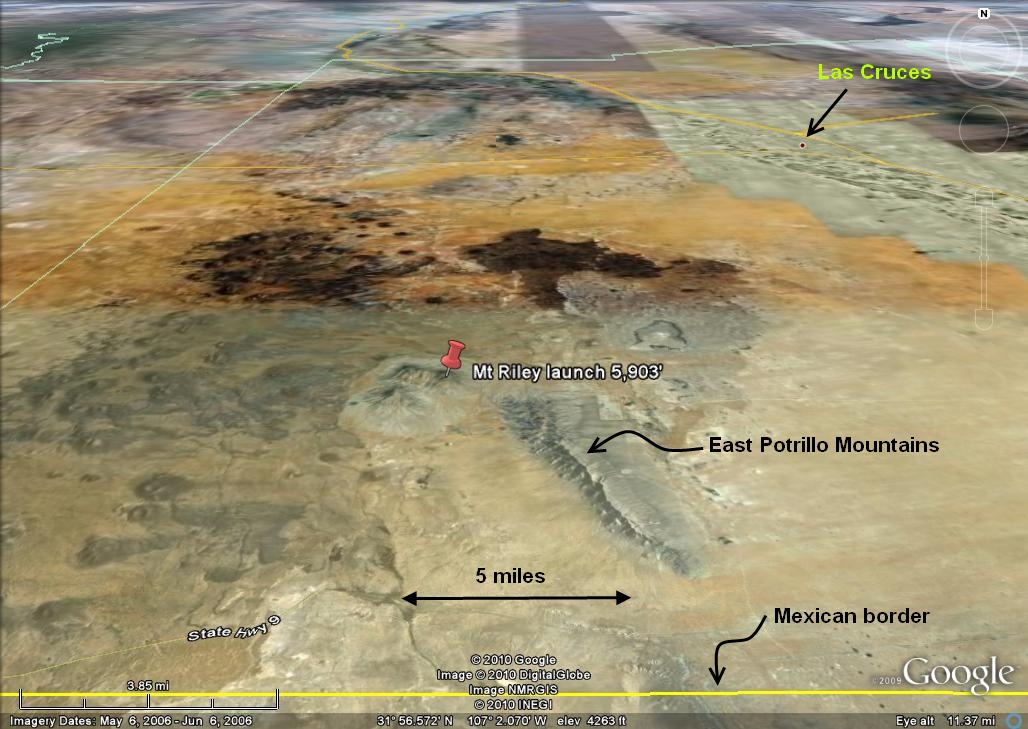 N
Las Cruces
Mt Riley launch 5,903'
East Potrillo Mountains
5 miles
Mexican border
State Hwy 9
© 2010 Google
Image © 2010 DigitalGlobe
Image NMRGIS
© 2010 INEGI
©2009 Google
3.85 mi
Imagery Dates: May 6, 2006 - Jun 6, 2006 31° 56.572' N 107° 2.070' W elev 4263 ft Eye alt 11.37 mi